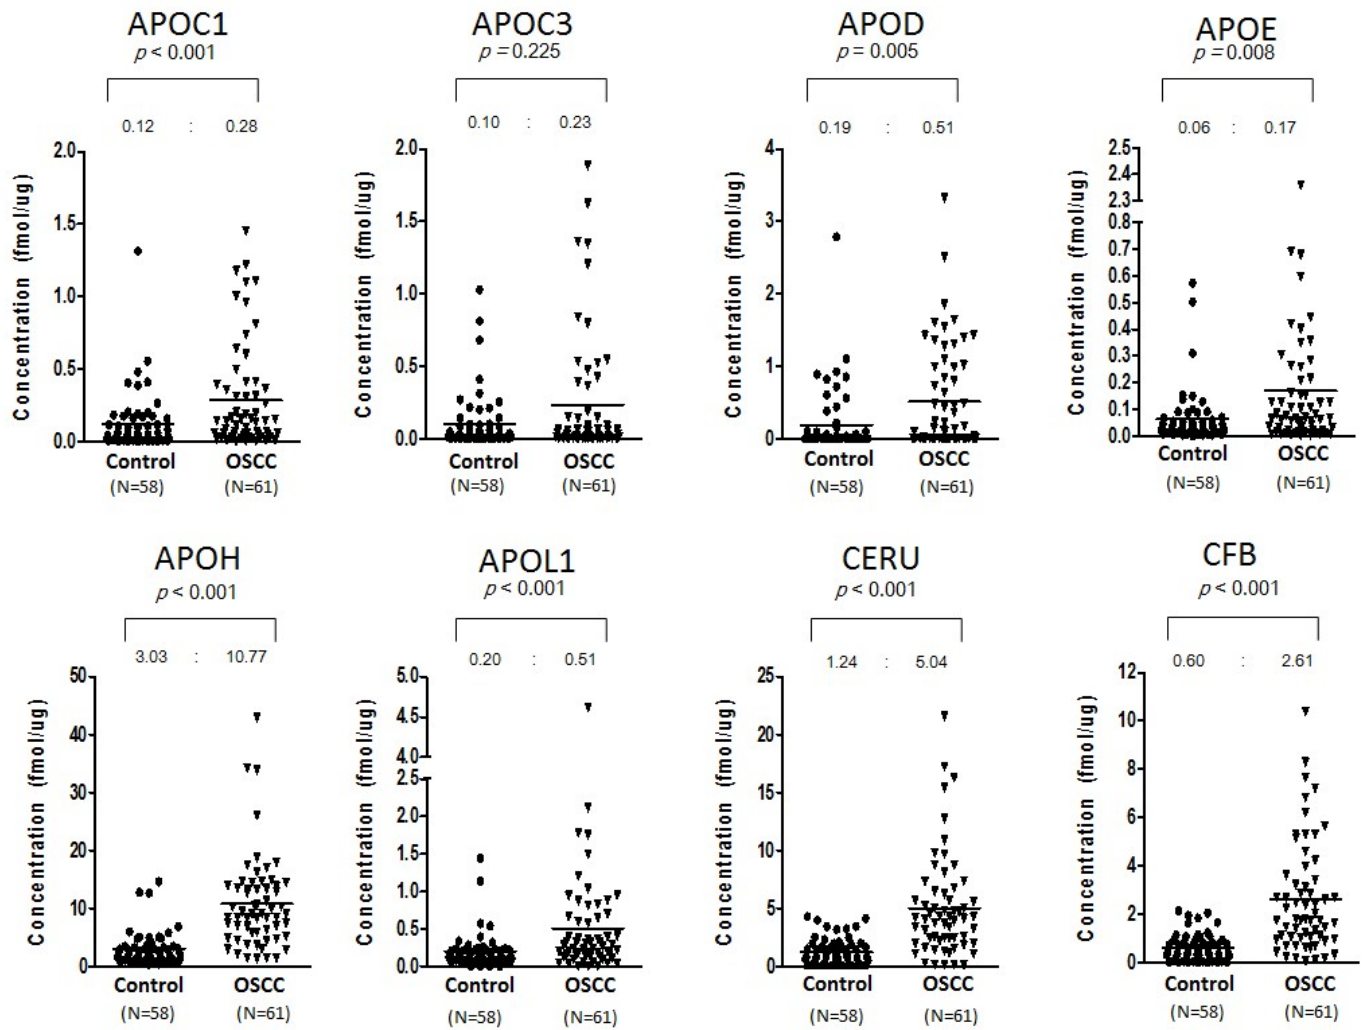 APOC1
p < 0.001
0.12 : 0.28
2.0
1.5
1.0
0.5
0.0
Concentration (fmol/ug)
Control OSCC
(N=58) (N=61)
APOC3
p = 0.225
0.10 : 0.23
2.0
1.5
1.0
0.5
0.0
Concentration (fmol/ug)
Control OSCC
(N=58) (N=61)
APOD
p = 0.005
0.19 : 0.51
4
3
2
1
0
Concentration (fmol/ug)
Control OSCC
(N=58) (N=61)
APOE
p = 0.008
0.06 : 0.17
2.5
2.4
2.3
0.8
0.7
0.6
0.5
0.4
0.3
0.2
0.1
0.0
Concentration (fmol/ug)
Control OSCC
(N=58) (N=61)
APOH
p < 0.001
3.03 : 10.77
50
40
30
20
10
0
Concentration (fmol/ug)
Control OSCC
(N=58) (N=61)
APOL1
p < 0.001
0.20 : 0.51
5.0
4.5
4.0
2.5
2.0
1.5
1.0
0.5
0.0
Concentration (fmol/ug)
Control OSCC
(N=58) (N=61)
CERU
p < 0.001
1.24 : 5.04
25
20
15
10
5
0
Concentration (fmol/ug)
Control OSCC
(N=58) (N=61)
CFB
p < 0.001
0.60 : 2.61
12
10
8
6
4
2
0
Concentration (fmol/ug)
Control OSCC
(N=58) (N=61)